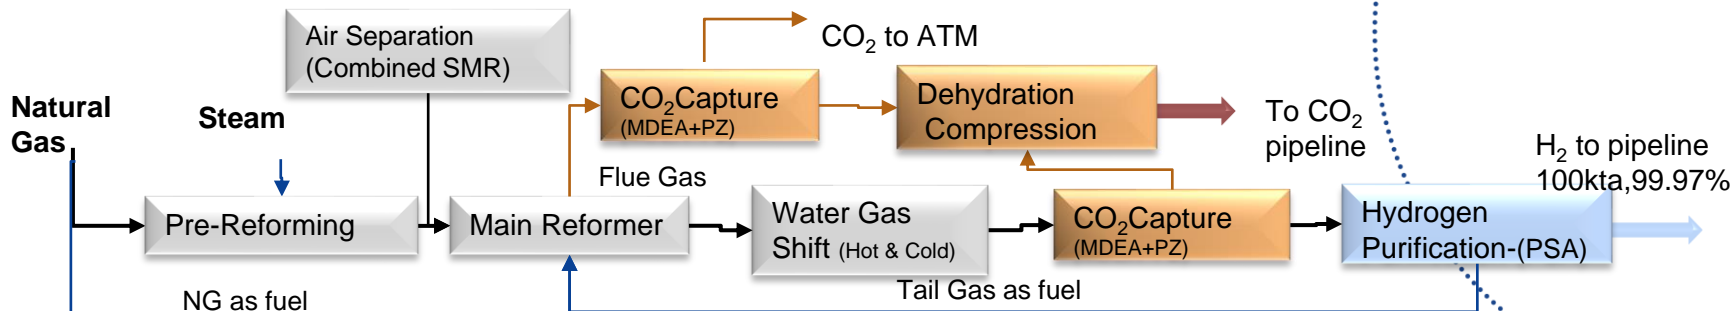 Air Separation
(Combined SMR)
CO₂ to ATM
Natural
Gas
Steam
CO₂Capture
(MDEA+PZ)
Dehydration
Compression
To CO₂
pipeline
H₂ to pipeline
100kta,99.97%
Flue Gas
Pre-Reforming
Main Reformer
Water Gas
Shift (Hot & Cold)
CO₂Capture
(MDEA+PZ)
Hydrogen
Purification-(PSA)
NG as fuel
Tail Gas as fuel